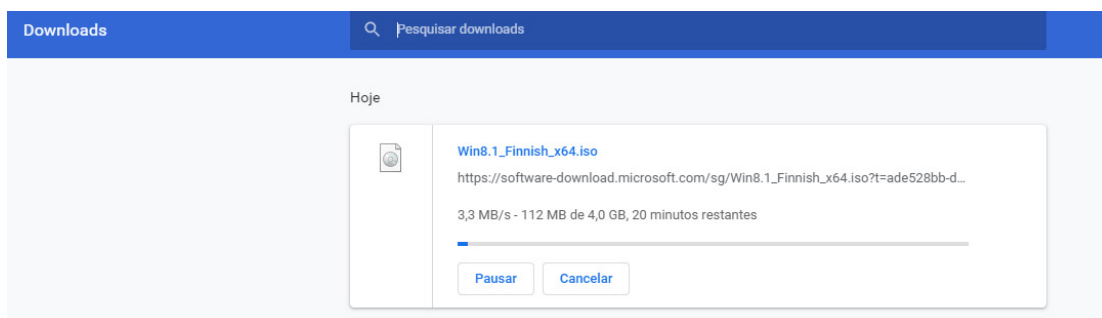 Downloads
Pesquisar downloads
Hoje
Win8.1_Finnish_x64.iso
https://software-download.microsoft.com/sg/Win8.1_Finnish_x64.iso?t=ade528bb-d...
3,3 MB/s - 112 MB de 4,0 GB, 20 minutos restantes
Pausar
Cancelar